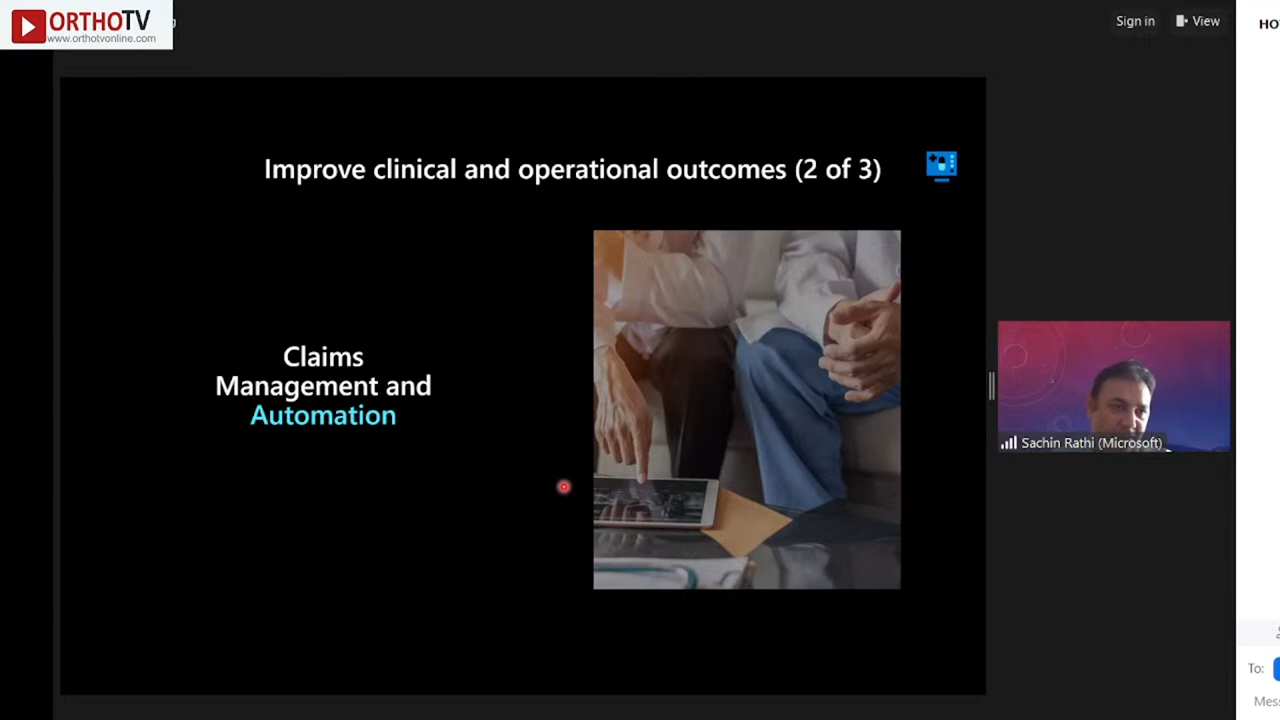 ORTHOTV
www.orthotvonline.com
Sign in
View
HO
Improve clinical and operational outcomes (2 of 3)
Claims
Management and
Automation
Sachin Rathi (Microsoft)
To:
Mess